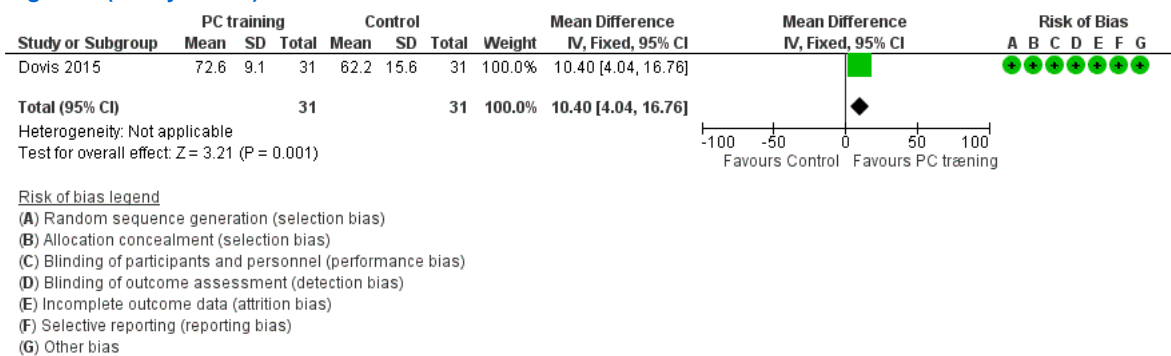 PC training Control Mean Difference Mean Difference Risk of Bias
Study or Subgroup Mean SD Total Mean SD Total Weight IV, Fixed, 95% CI IV, Fixed, 95% CI A B C D E F G
Dovis 2015 72.6 9.1 31 62.2 15.6 31 100.0% 10.40 [4.04, 16.76] + + + + + + +
Total (95% CI) 31 31 100.0% 10.40 [4.04, 16.76]
Heterogeneity: Not applicable
Test for overall effect: Z = 3.21 (P = 0.001)
-100 -50 0 50 100
Favours Control Favours PC træning
Risk of bias legend
(A) Random sequence generation (selection bias)
(B) Allocation concealment (selection bias)
(C) Blinding of participants and personnel (performance bias)
(D) Blinding of outcome assessment (detection bias)
(E) Incomplete outcome data (attrition bias)
(F) Selective reporting (reporting bias)
(G) Other bias